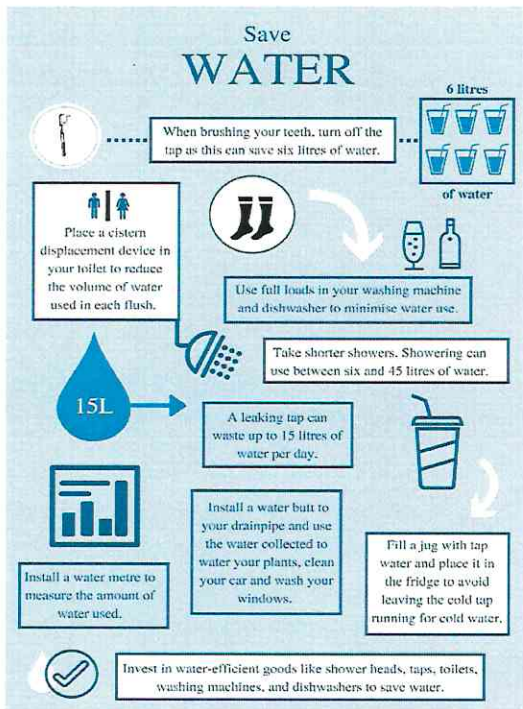 Save
WATER
6 litres
When brushing your teeth, turn off the
tap as this can save six litres of water.
of water
Place a cistern
displacement device in
your toilet to reduce
the volume of water
used in each flush.
Use full loads in your washing machine
and dishwasher to minimise water use.
Take shorter showers. Showering can
use between six and 45 litres of water.
15L
A leaking tap can
waste up to 15 litres of
water per day.
Install a water metre to
measure the amount of
water used.
Install a water butt to
your drainpipe and use
the water collected to
water your plants, clean
your car and wash your
windows.
Fill a jug with tap
water and place it in
the fridge to avoid
leaving the cold tap
running for cold water.
Invest in water-efficient goods like shower heads, taps, toilets,
washing machines, and dishwashers to save water.